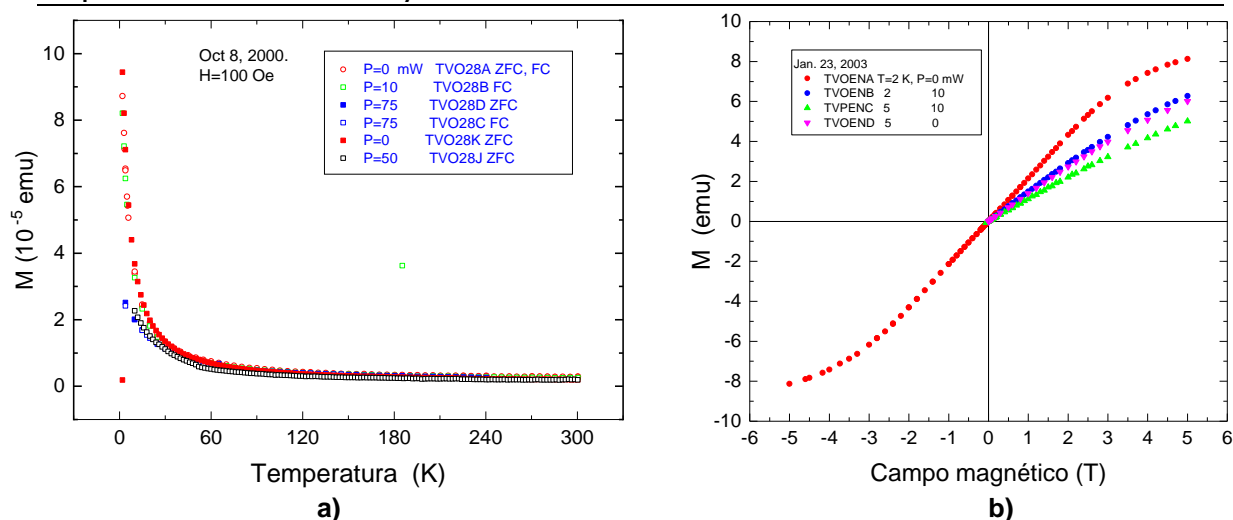 Oct 8, 2000.
H=100 Oe
P=0 mW TVO28A ZFC, FC
P=10 TVO28B FC
P=75 TVO28D ZFC
P=75 TVO28C FC
P=0 TVO28K ZFC
P=50 TVO28J ZFC
M (10⁻⁵ emu)
10
8
6
4
2
0
0 60 120 180 240 300
Temperatura (K)
a)
Jan. 23, 2003
TVOENA T=2 K, P=0 mW
TVOENB 2 10
TVPENC 5 10
TVOEND 5 0
M (emu)
10
8
6
4
2
0
-2
-4
-6
-8
-10
-6 -5 -4 -3 -2 -1 0 1 2 3 4 5 6
Campo magnético (T)
b)